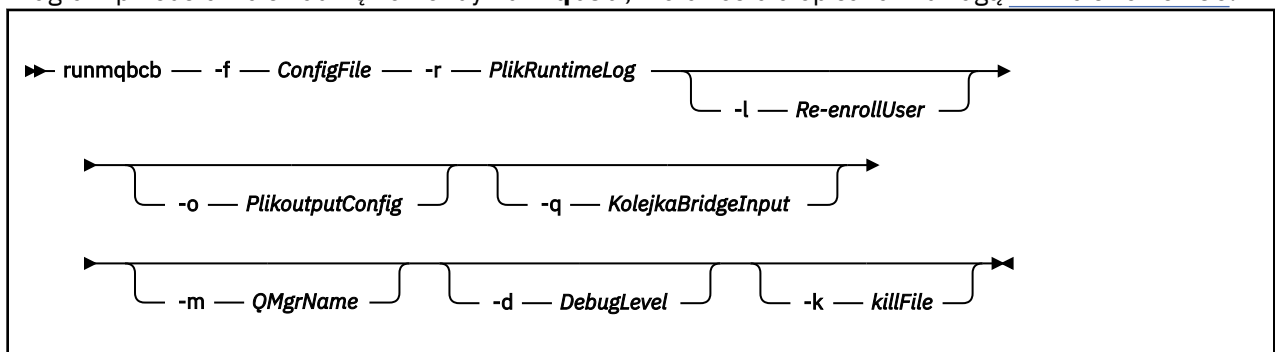 runmqbcb — -f — ConfigFile — -r — PlikRuntimeLog
-l — Re-enrollUser
-o — PlikoutputConfig
-q — KolejkaBridgeInput
-m — QMgrName
-d — DebugLevel
-k — killFile